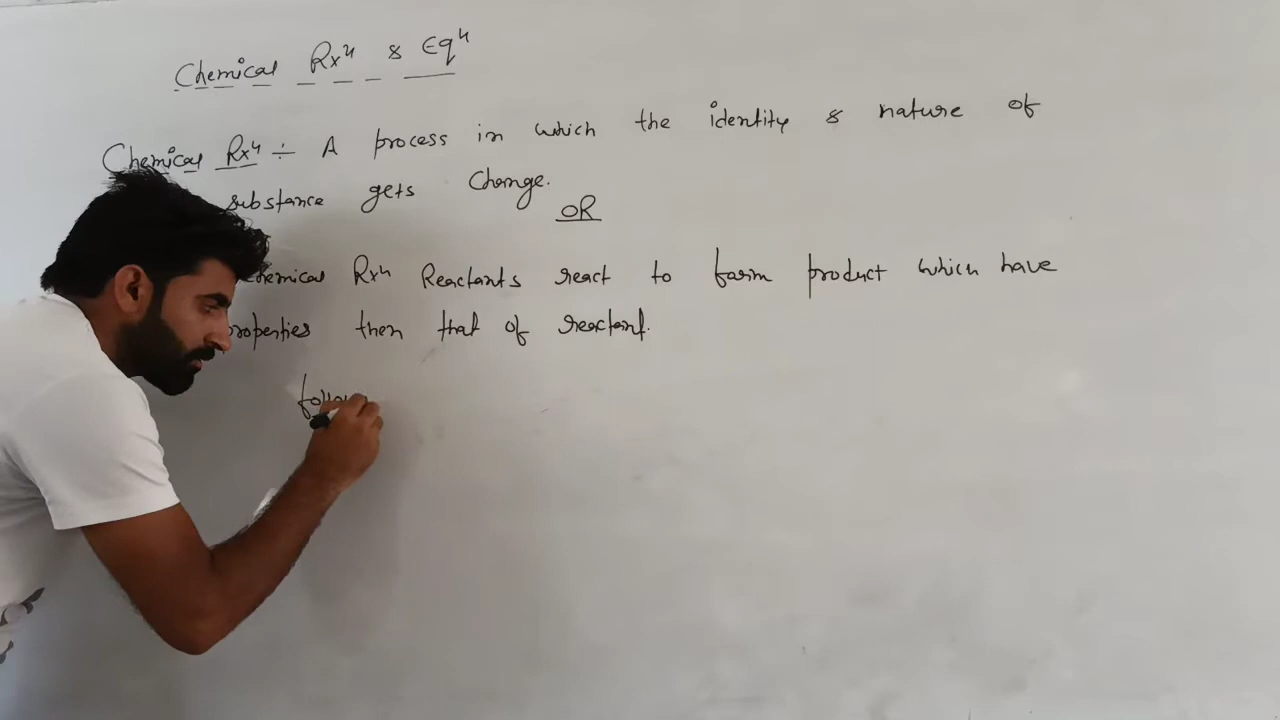 Chemical Rxⁿ & Eqⁿ
Chemical Rxⁿ ÷ A process in which the identity & nature of
substance gets Change.
OR
chemical Rxⁿ Reactants react to farm product which have
properties then that of reactant.